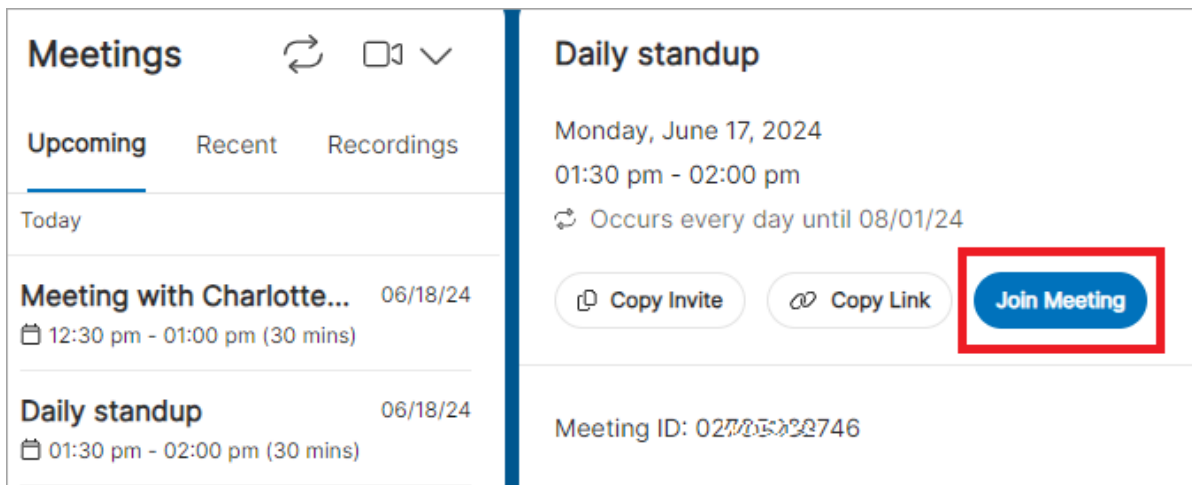 Meetings
Upcoming Recent Recordings
Today
Meeting with Charlotte... 06/18/24
12:30 pm - 01:00 pm (30 mins)
Daily standup 06/18/24
01:30 pm - 02:00 pm (30 mins)
Daily standup
Monday, June 17, 2024
01:30 pm - 02:00 pm
Occurs every day until 08/01/24
Copy Invite Copy Link Join Meeting
Meeting ID: